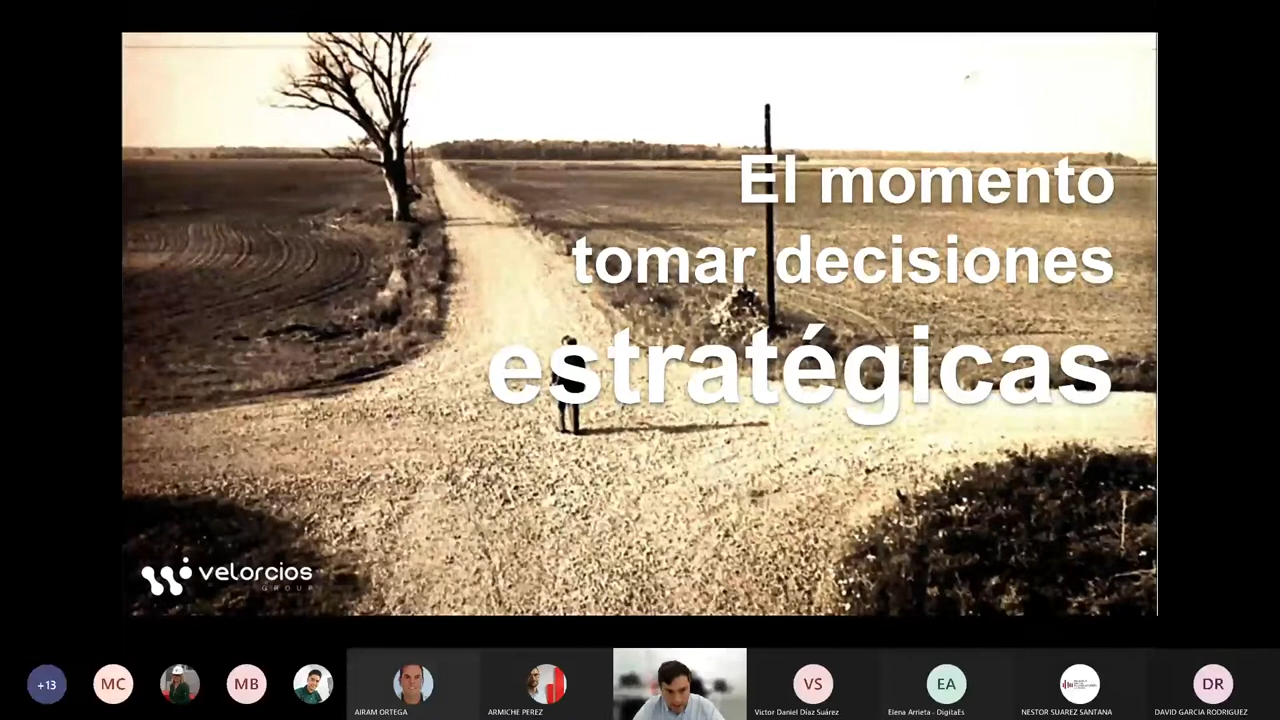 El momento
tomar decisiones
estratégicas
velorcios
GROUP
+13
MC
MB
VS
EA
DR
AIRAM ORTEGA
ARMICHE PEREZ
Victor Daniel Díaz Suárez
Elena Arrieta - DigitaEs
NESTOR SUAREZ SANTANA
DAVID GARCIA RODRIGUEZ